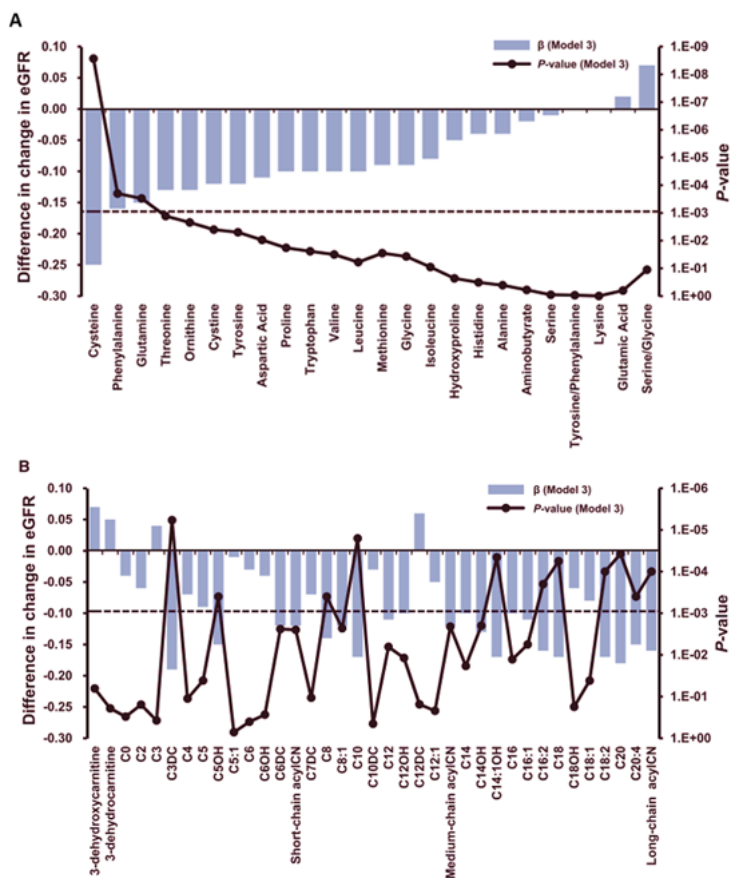 A
β (Model 3)
P-value (Model 3)
Difference in change in eGFR
0.10
0.05
0.00
-0.05
-0.10
-0.15
-0.20
-0.25
-0.30
1.E-09
1.E-08
1.E-07
1.E-06
1.E-05
1.E-04
1.E-03
1.E-02
1.E-01
1.E+00
P-value
Cysteine
Phenylalanine
Glutamine
Threonine
Ornithine
Cystine
Tyrosine
Aspartic Acid
Proline
Tryptophan
Valine
Leucine
Methionine
Glycine
Isoleucine
Hydroxyproline
Histidine
Alanine
Aminobutyrate
Serine
Tyrosine/Phenylalanine
Lysine
Glutamic Acid
Serine/Glycine
B
β (Model 3)
P-value (Model 3)
Difference in change in eGFR
0.10
0.05
0.00
-0.05
-0.10
-0.15
-0.20
-0.25
-0.30
1.E-06
1.E-05
1.E-04
1.E-03
1.E-02
1.E-01
1.E+00
P-value
3-dehydroxycarnitine
3-dehydrocarnitine
C0
C2
C3
C3DC
C4
C5
C5OH
C5:1
C6
C6OH
C6DC
Short-chain acylCN
C7DC
C8
C8:1
C10
C10DC
C12
C12OH
C12DC
C12:1
Medium-chain acylCN
C14
C14OH
C14:1OH
C16
C16:1
C16:2
C18
C18OH
C18:1
C18:2
C20
C20:4
Long-chain acylCN